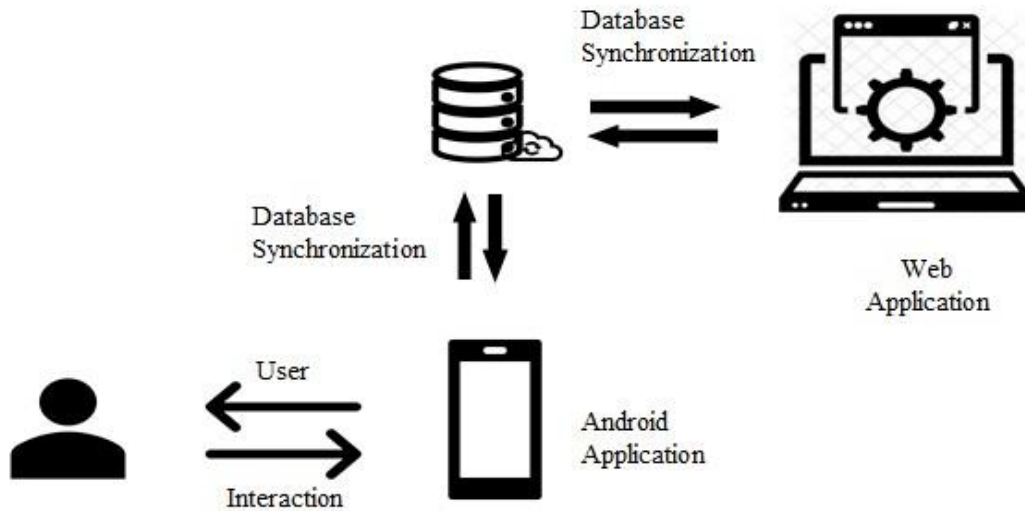 Database
Synchronization
Database
Synchronization
Web
Application
User
Android
Application
Interaction